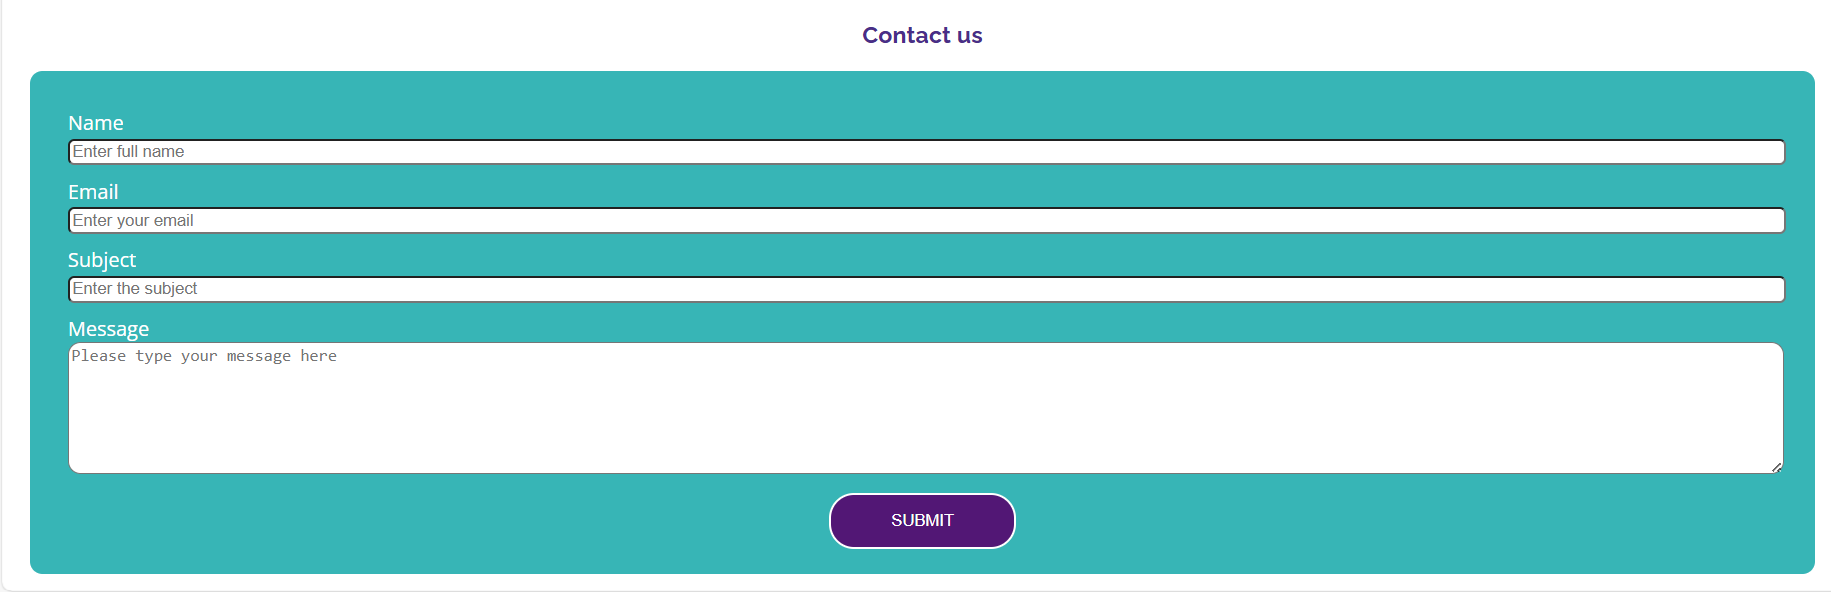 Contact us
Name
Enter full name
Email
Enter your email
Subject
Enter the subject
Message
Please type your message here
SUBMIT